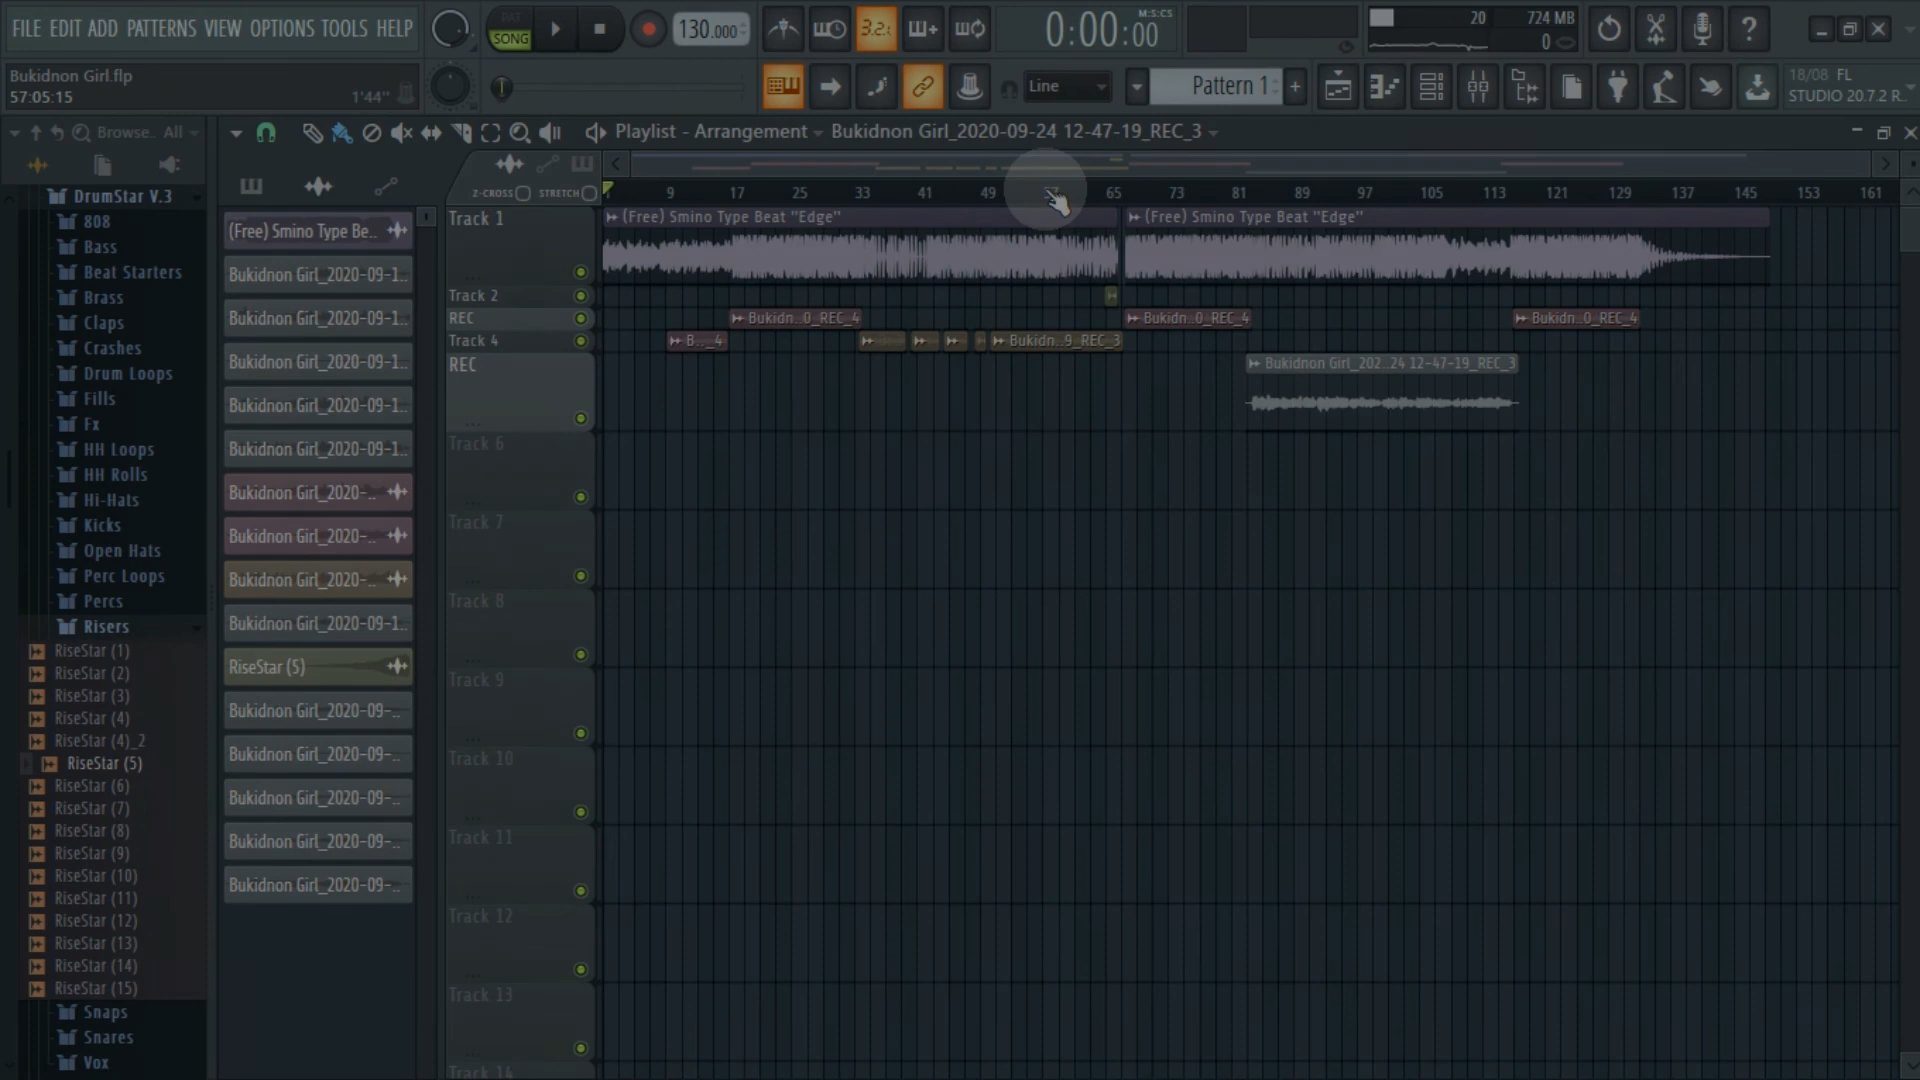 FILE EDIT ADD PATTERNS VIEW OPTIONS TOOLS HELP
PAT
SONG
130.000
3.2.
0:00:00
M:S:CS
20
724 MB
0
Bukidnon Girl.flp
57:05:15
1'44"
Line
Pattern 1
18/08 FL
STUDIO 20.7.2 R..
Browse.. All
Playlist - Arrangement
Bukidnon Girl_2020-09-24 12-47-19_REC_3
Z-CROSS
STRETCH
9 17 25 33 41 49 57 65 73 81 89 97 105 113 121 129 137 145 153 161
DrumStar V.3
808
Bass
Beat Starters
Brass
Claps
Crashes
Drum Loops
Fills
Fx
HH Loops
HH Rolls
Hi-Hats
Kicks
Open Hats
Perc Loops
Percs
Risers
RiseStar (1)
RiseStar (2)
RiseStar (3)
RiseStar (4)
RiseStar (4)_2
RiseStar (5)
RiseStar (6)
RiseStar (7)
RiseStar (8)
RiseStar (9)
RiseStar (10)
RiseStar (11)
RiseStar (12)
RiseStar (13)
RiseStar (14)
RiseStar (15)
Snaps
Snares
Vox
(Free) Smino Type Be..
Bukidnon Girl_2020-09-1..
Bukidnon Girl_2020-09-1..
Bukidnon Girl_2020-09-1..
Bukidnon Girl_2020-09-1..
Bukidnon Girl_2020-09-1..
Bukidnon Girl_2020-..
Bukidnon Girl_2020-..
Bukidnon Girl_2020-..
Bukidnon Girl_2020-09-1..
RiseStar (5)
Bukidnon Girl_2020-09-..
Bukidnon Girl_2020-09-..
Bukidnon Girl_2020-09-..
Bukidnon Girl_2020-09-..
Bukidnon Girl_2020-09-..
Track 1
(Free) Smino Type Beat "Edge"
(Free) Smino Type Beat "Edge"
Track 2
REC
Bukidn..0_REC_4
Bukidn..0_REC_4
Bukidn..0_REC_4
Track 4
B.._4
Bukidn..9_REC_3
REC
Bukidnon Girl_202..24 12-47-19_REC_3
Track 6
Track 7
Track 8
Track 9
Track 10
Track 11
Track 12
Track 13
Track 14